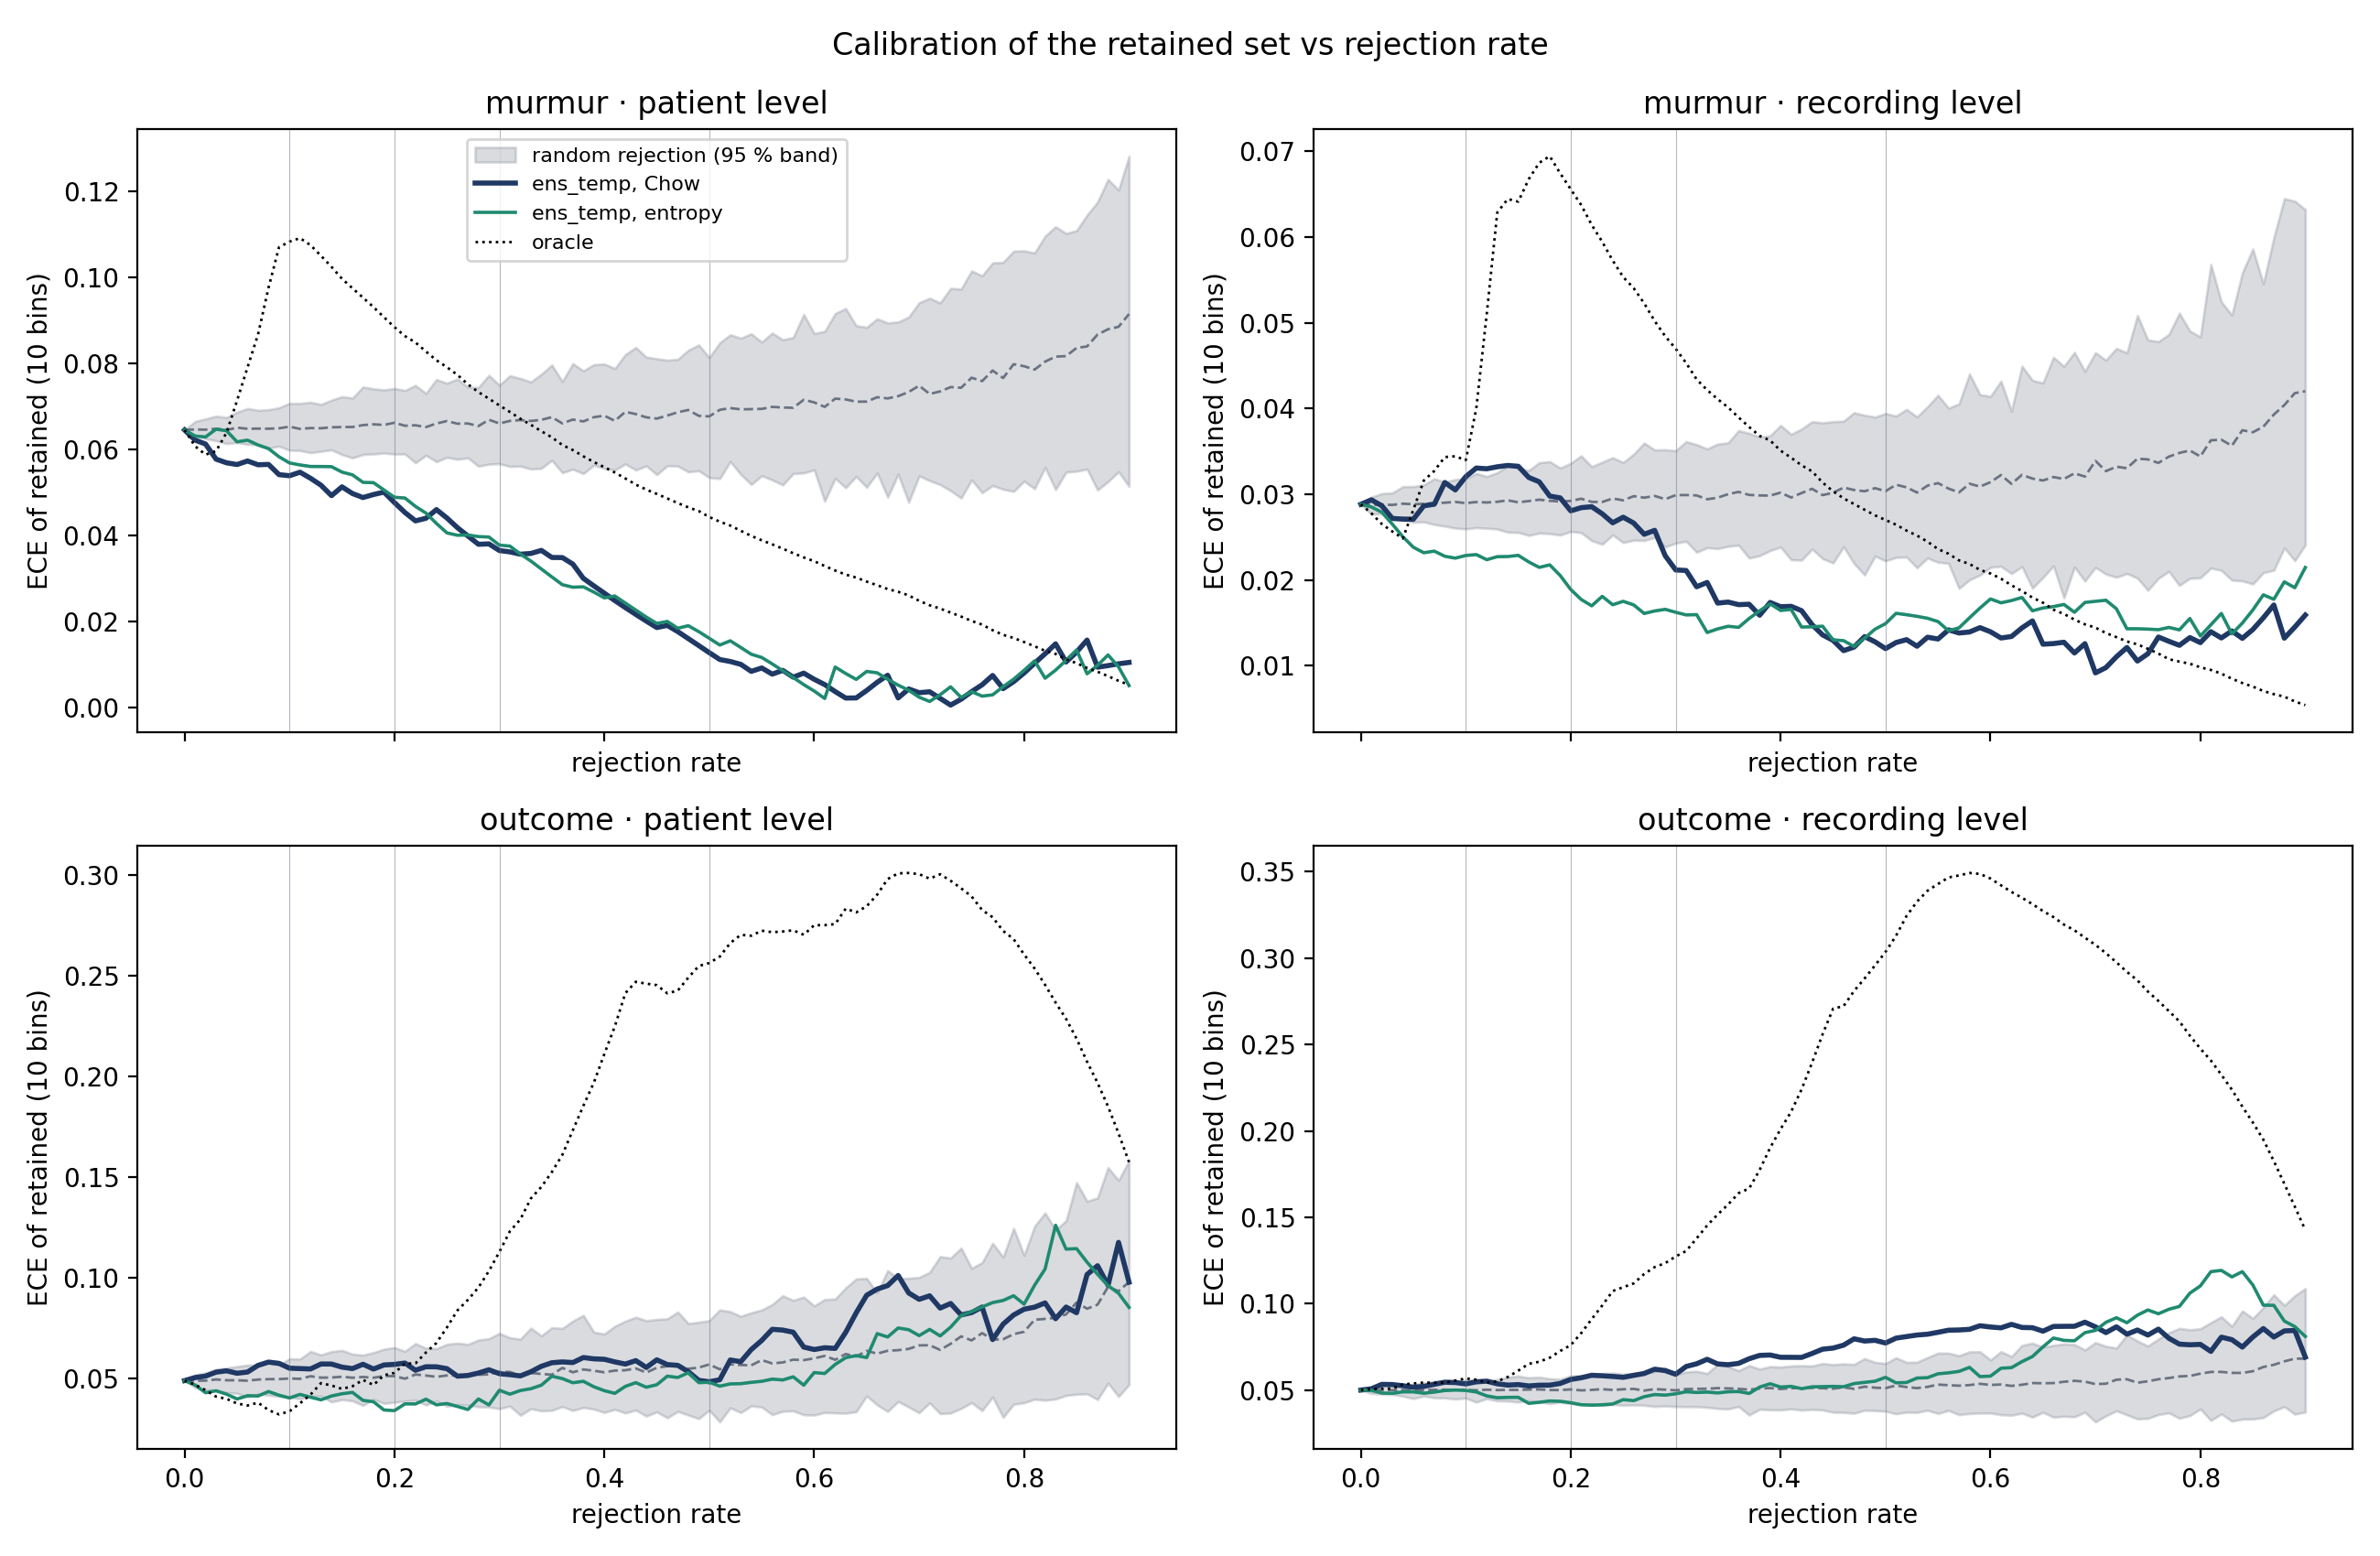 Calibration of the retained set vs rejection rate
murmur · patient level
random rejection (95 % band)
ens_temp, Chow
ens_temp, entropy
oracle
0.12
0.10
0.08
0.06
0.04
0.02
0.00
ECE of retained (10 bins)
rejection rate
murmur · recording level
0.07
0.06
0.05
0.04
0.03
0.02
0.01
ECE of retained (10 bins)
rejection rate
outcome · patient level
0.30
0.25
0.20
0.15
0.10
0.05
ECE of retained (10 bins)
0.0 0.2 0.4 0.6 0.8
rejection rate
outcome · recording level
0.35
0.30
0.25
0.20
0.15
0.10
0.05
ECE of retained (10 bins)
0.0 0.2 0.4 0.6 0.8
rejection rate